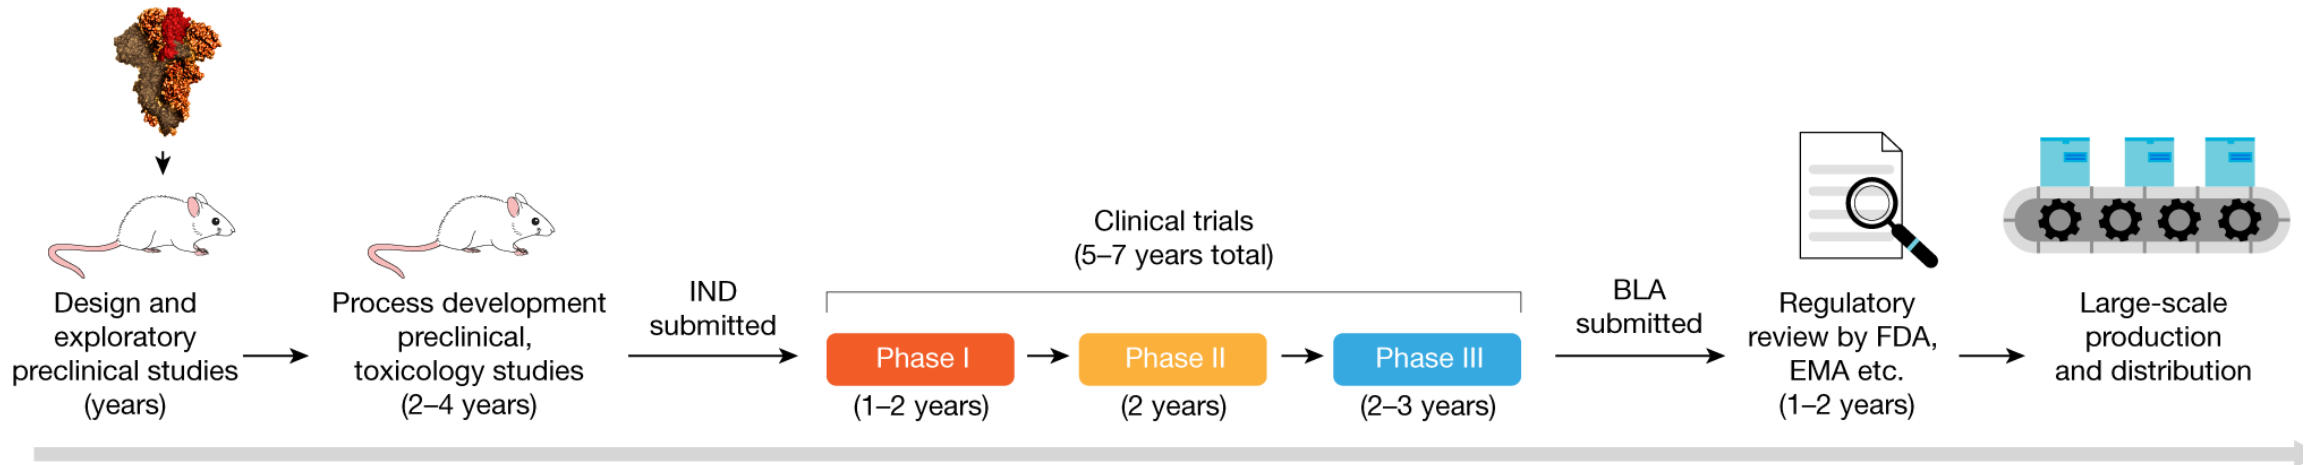 Design and
exploratory
preclinical studies
(years)
Process development
preclinical,
toxicology studies
(2–4 years)
IND
submitted
Clinical trials
(5–7 years total)
Phase I
(1–2 years)
Phase II
(2 years)
Phase III
(2–3 years)
BLA
submitted
Regulatory
review by FDA,
EMA etc.
(1–2 years)
Large-scale
production
and distribution